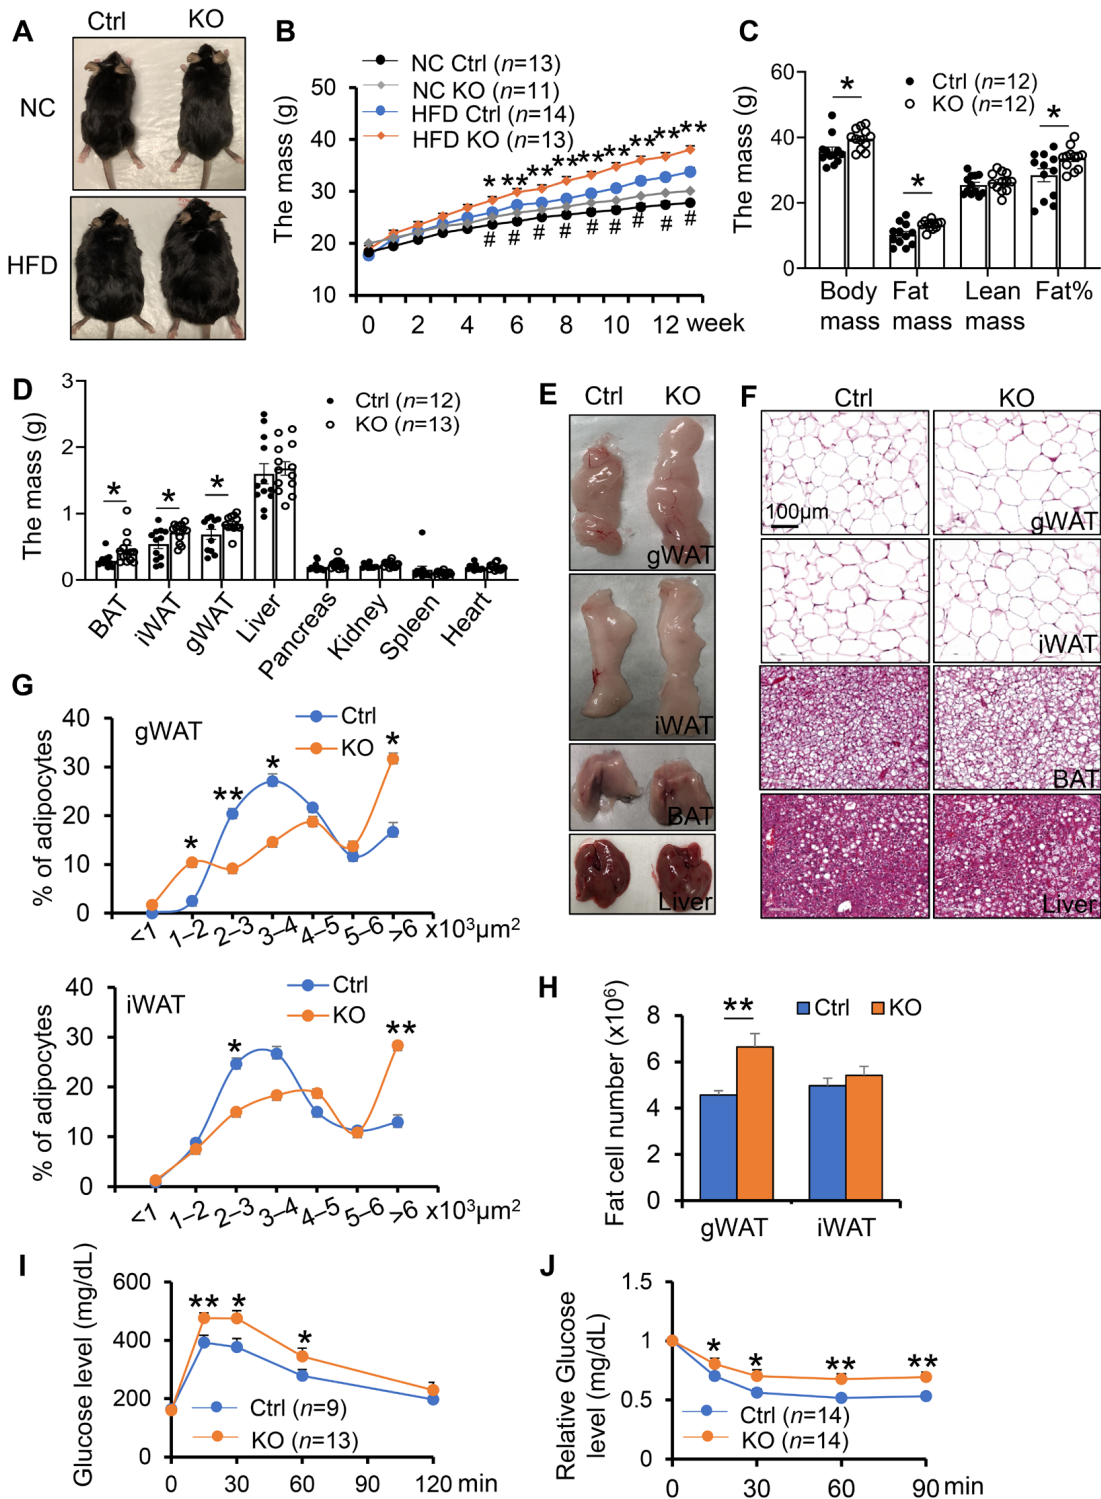 A
Ctrl
KO
NC
HFD
B
NC Ctrl (n=13)
NC KO (n=11)
HFD Ctrl (n=14)
HFD KO (n=13)
The mass (g)
50
40
30
20
10
* ** ** ** ** ** ** ** **
# # # # # # # # #
0 2 4 6 8 10 12 week
C
Ctrl (n=12)
KO (n=12)
The mass (g)
60
40
20
0
* * *
Body mass
Fat mass
Lean mass
Fat%
D
Ctrl (n=12)
KO (n=13)
The mass (g)
3
2
1
0
* * *
BAT
iWAT
gWAT
Liver
Pancreas
Kidney
Spleen
Heart
E
Ctrl
KO
gWAT
iWAT
BAT
Liver
F
Ctrl
KO
100μm
gWAT
iWAT
BAT
Liver
G
gWAT
Ctrl
KO
% of adipocytes
40
30
20
10
0
* ** * *
<1 1–2 2–3 3–4 4–5 5–6 >6 x10³μm²
iWAT
Ctrl
KO
% of adipocytes
40
30
20
10
0
* **
<1 1–2 2–3 3–4 4–5 5–6 >6 x10³μm²
H
Fat cell number (x10⁶)
Ctrl
KO
8
6
4
2
0
**
gWAT
iWAT
I
Glucose level (mg/dL)
600
400
200
0
** * *
Ctrl (n=9)
KO (n=13)
0 30 60 90 120 min
J
Relative Glucose
level (mg/dL)
1.5
1
0.5
0
* * ** **
Ctrl (n=14)
KO (n=14)
0 30 60 90 min